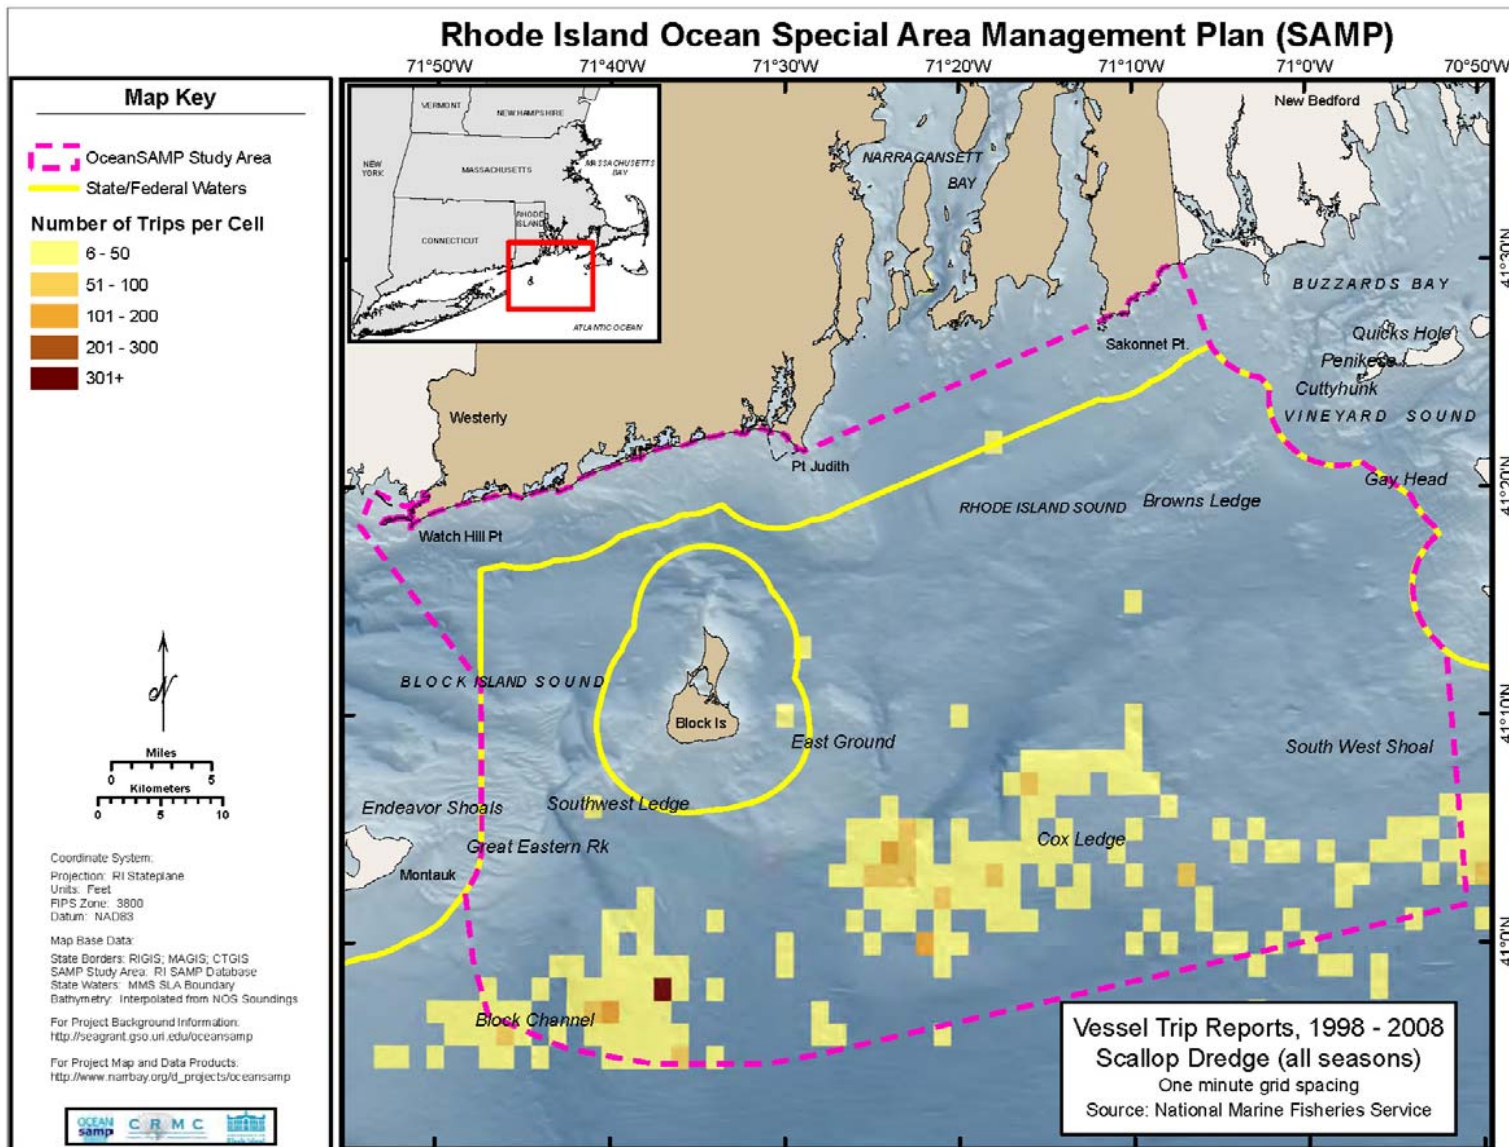 Rhode Island Ocean Special Area Management Plan (SAMP)
71°50'W 71°40'W 71°30'W 71°20'W 71°10'W 71°0'W 70°50'W
Map Key
OceanSAMP Study Area
State/Federal Waters
Number of Trips per Cell
6 - 50
51 - 100
101 - 200
201 - 300
301+
N
Miles
0 5
Kilometers
0 5 10
Coordinate System:
Projection: RI Stateplane
Units: Feet
FIPS Zone: 3800
Datum: NAD83
Map Base Data:
State Borders: RIGIS; MAGIS; CTGIS
SAMP Study Area: RI SAMP Database
State Waters: MMS SLA Boundary
Bathymetry: Interpolated from NOS Soundings
For Project Background Information:
http://seagrant.gso.uri.edu/oceansamp
For Project Map and Data Products:
http://www.narrbay.org/d_projects/oceansamp
OCEAN
samp
C R M C
VERMONT
NEW HAMPSHIRE
NEW
YORK
MASSACHUSETTS
MASSACHUSETTS
BAY
RHODE
ISLAND
CONNECTICUT
ATLANTIC OCEAN
New Bedford
NARRAGANSETT
BAY
41°30'N
BUZZARDS BAY
Quicks Hole
Sakonnet Pt.
Penikese
Cuttyhunk
VINEYARD SOUND
Westerly
Pt Judith
Gay Head
41°20'N
Browns Ledge
RHODE ISLAND SOUND
Watch Hill Pt
BLOCK ISLAND SOUND
Block Is
41°10'N
East Ground
South West Shoal
Endeavor Shoals
Southwest Ledge
Cox Ledge
Great Eastern Rk
Montauk
41°0'N
Block Channel
Vessel Trip Reports, 1998 - 2008
Scallop Dredge (all seasons)
One minute grid spacing
Source: National Marine Fisheries Service